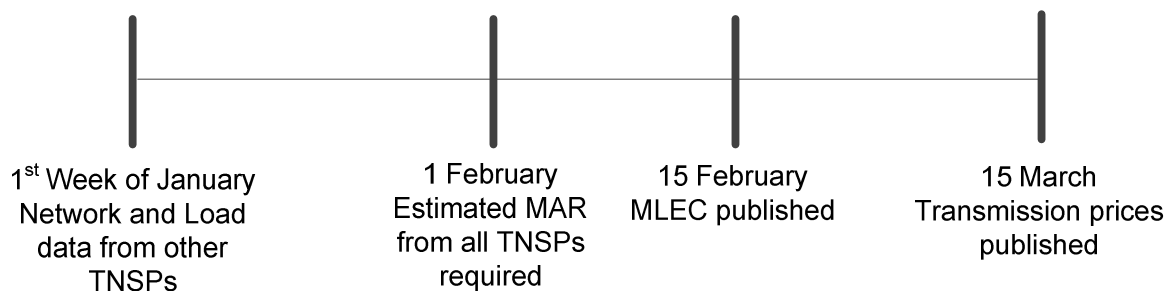 1st Week of January
Network and Load
data from other
TNSPs
1 February
Estimated MAR
from all TNSPs
required
15 February
MLEC published
15 March
Transmission prices
published